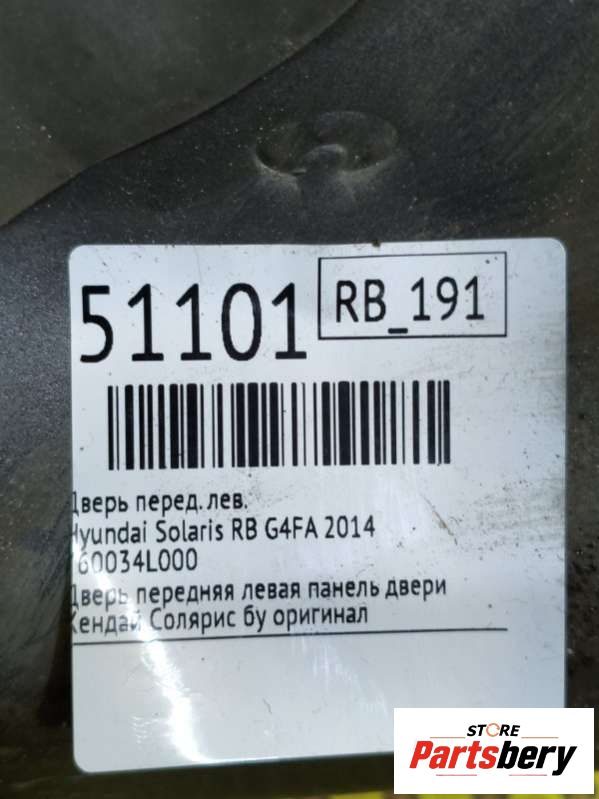 51101
RB_191
Дверь перед. лев.
Hyundai Solaris RB G4FA 2014
760034L000
Дверь передняя левая панель двери
Хендай Солярис бу оригинал
STORE
Partsbery